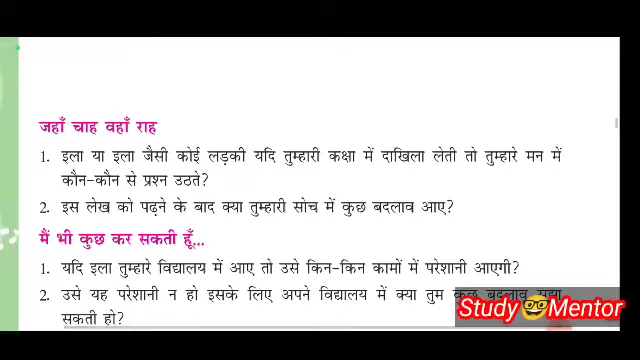 जहाँ चाह वहाँ राह
1. इला या इला जैसी कोई लड़की यदि तुम्हारी कक्षा में दाखिला लेती तो तुम्हारे मन में
कौन-कौन से प्रश्न उठते?
2. इस लेख को पढ़ने के बाद क्या तुम्हारी सोच में कुछ बदलाव आए?
मैं भी कुछ कर सकती हूँ...
1. यदि इला तुम्हारे विद्यालय में आए तो उसे किन-किन कामों में परेशानी आएगी?
2. उसे यह परेशानी न हो इसके लिए अपने विद्यालय में क्या तुम कुछ बदलाव सुझा
सकती हो?
Study Mentor